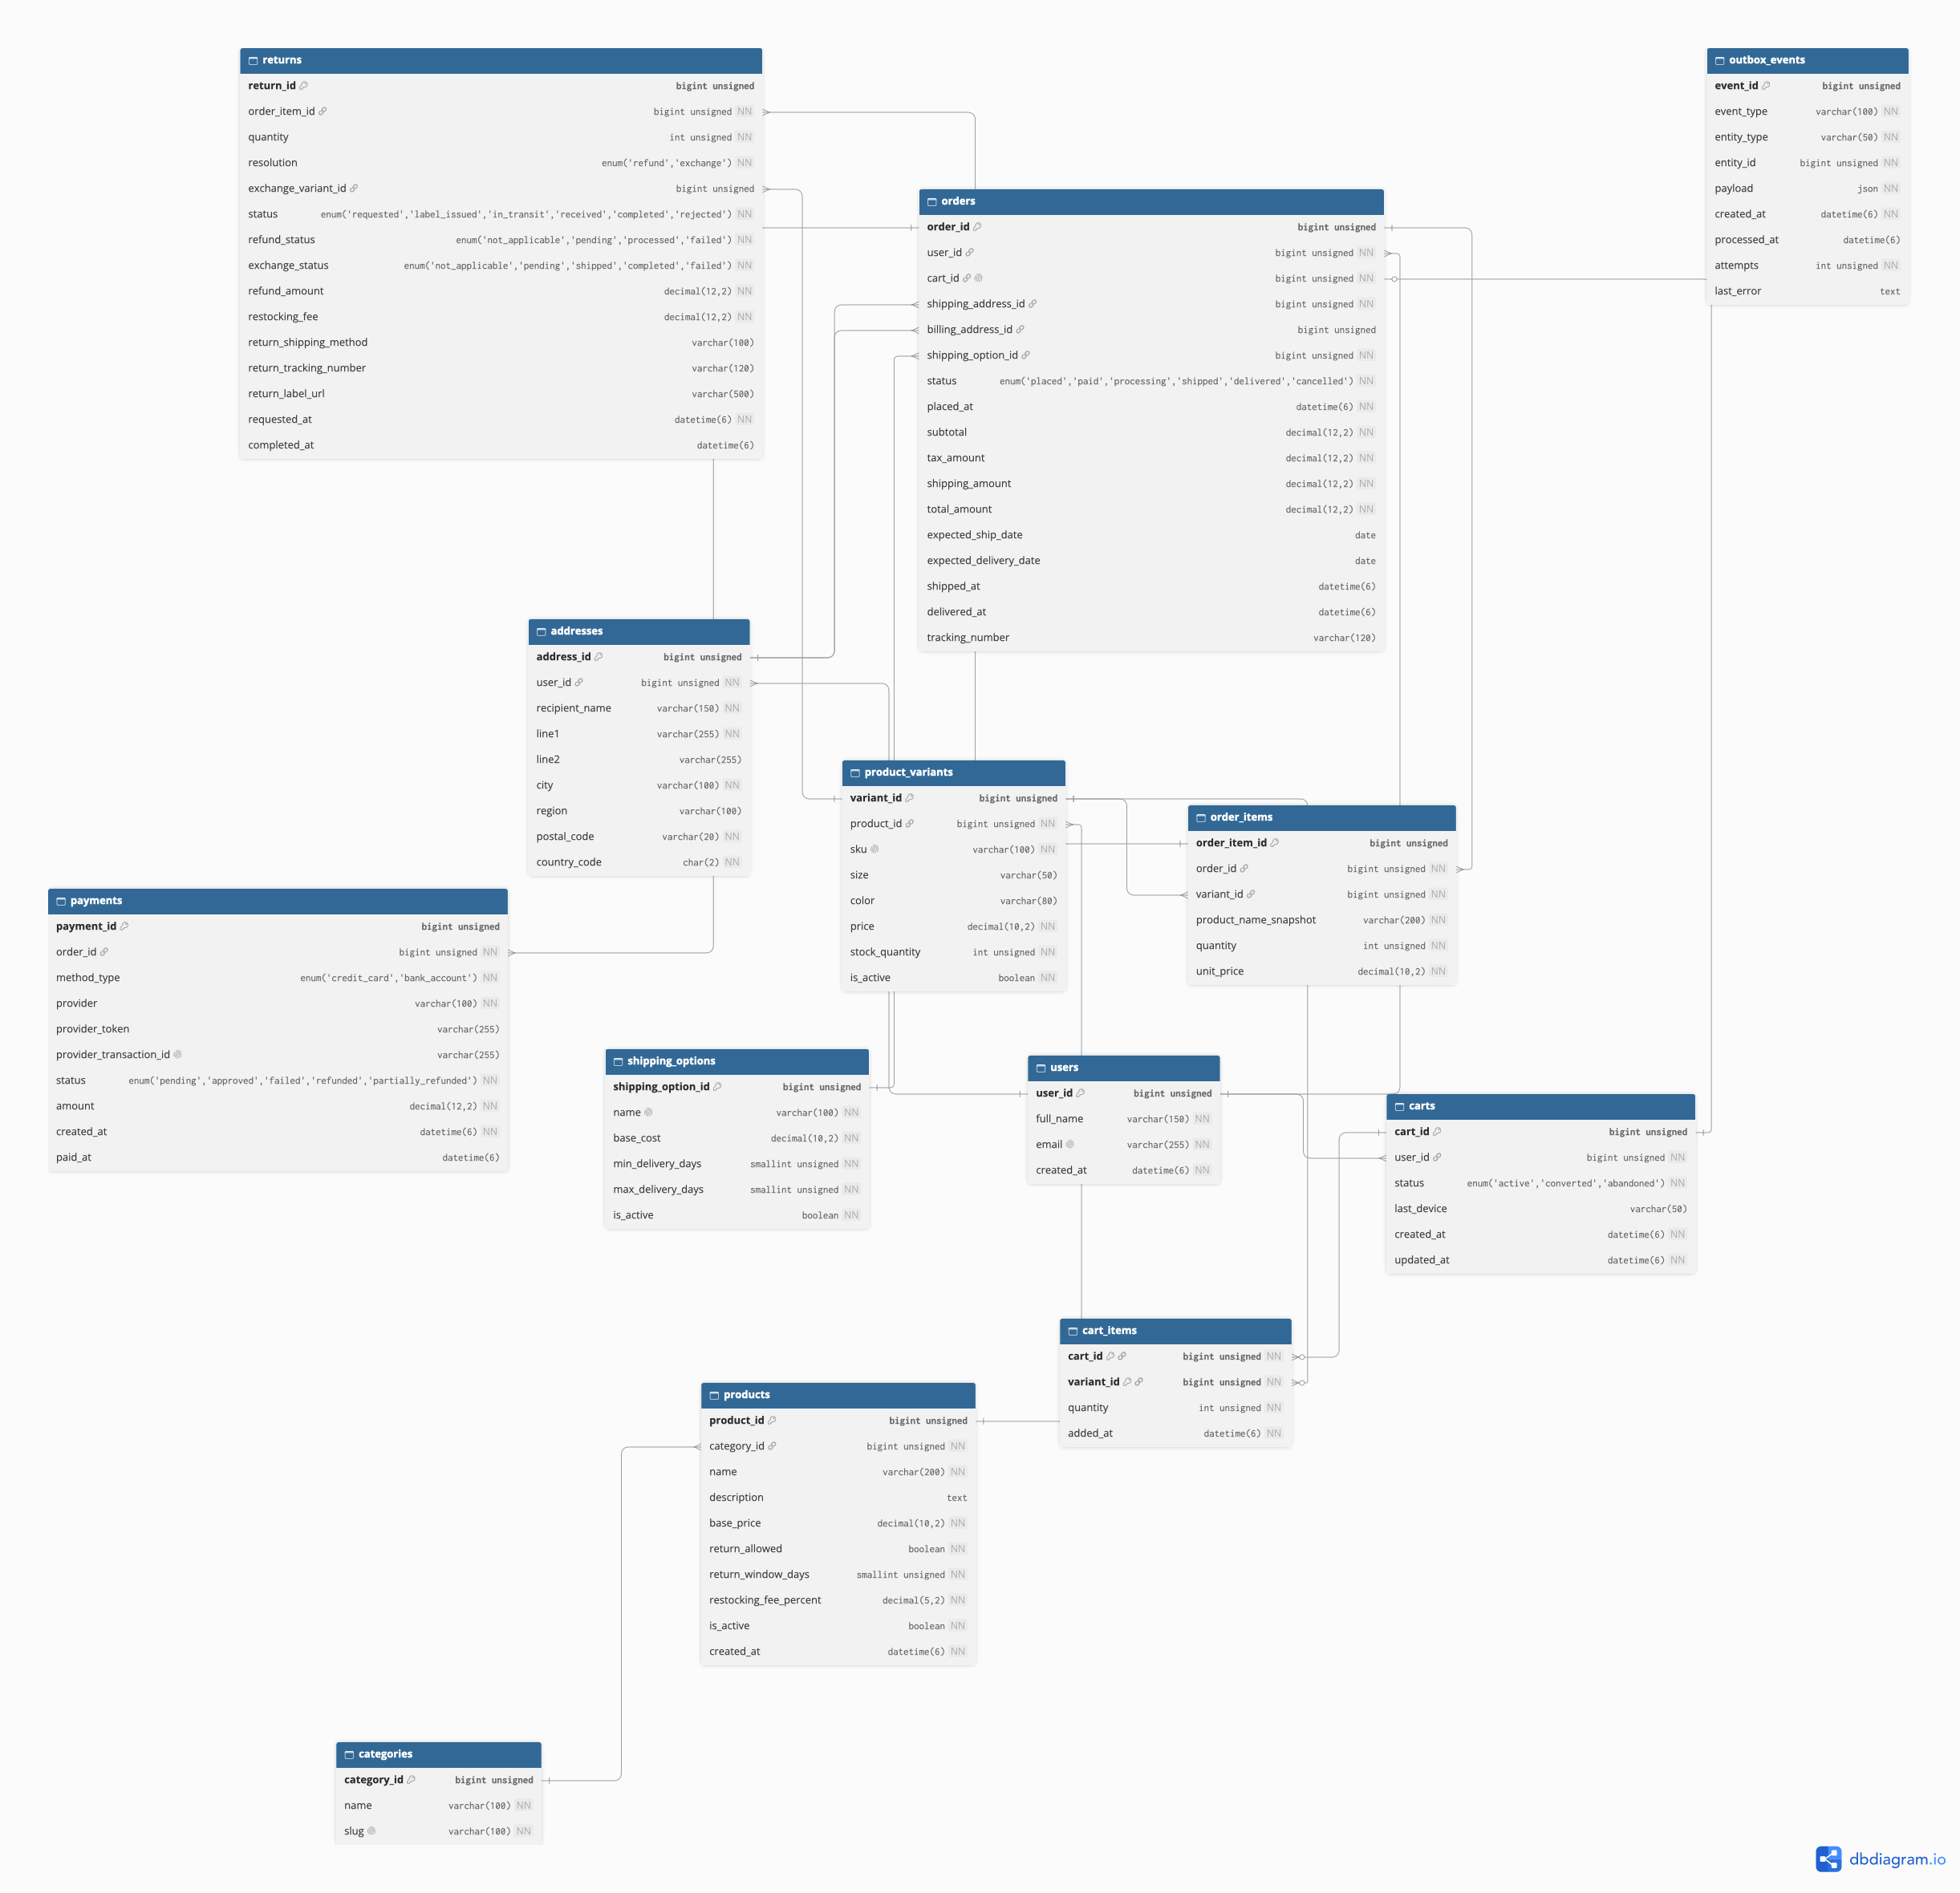 returns
return_id bigint unsigned
order_item_id bigint unsigned NN
quantity int unsigned NN
resolution enum('refund','exchange') NN
exchange_variant_id bigint unsigned
status enum('requested','label_issued','in_transit','received','completed','rejected') NN
refund_status enum('not_applicable','pending','processed','failed') NN
exchange_status enum('not_applicable','pending','shipped','completed','failed') NN
refund_amount decimal(12,2) NN
restocking_fee decimal(12,2) NN
return_shipping_method varchar(100)
return_tracking_number varchar(120)
return_label_url varchar(500)
requested_at datetime(6) NN
completed_at datetime(6)
outbox_events
event_id bigint unsigned
event_type varchar(100) NN
entity_type varchar(50) NN
entity_id bigint unsigned NN
payload json NN
created_at datetime(6) NN
processed_at datetime(6)
attempts int unsigned NN
last_error text
orders
order_id bigint unsigned
user_id bigint unsigned NN
cart_id bigint unsigned NN
shipping_address_id bigint unsigned NN
billing_address_id bigint unsigned
shipping_option_id bigint unsigned NN
status enum('placed','paid','processing','shipped','delivered','cancelled') NN
placed_at datetime(6) NN
subtotal decimal(12,2) NN
tax_amount decimal(12,2) NN
shipping_amount decimal(12,2) NN
total_amount decimal(12,2) NN
expected_ship_date date
expected_delivery_date date
shipped_at datetime(6)
delivered_at datetime(6)
tracking_number varchar(120)
addresses
address_id bigint unsigned
user_id bigint unsigned NN
recipient_name varchar(150) NN
line1 varchar(255) NN
line2 varchar(255)
city varchar(100) NN
region varchar(100)
postal_code varchar(20) NN
country_code char(2) NN
product_variants
variant_id bigint unsigned
product_id bigint unsigned NN
sku varchar(100) NN
size varchar(50)
color varchar(80)
price decimal(10,2) NN
stock_quantity int unsigned NN
is_active boolean NN
order_items
order_item_id bigint unsigned
order_id bigint unsigned NN
variant_id bigint unsigned NN
product_name_snapshot varchar(200) NN
quantity int unsigned NN
unit_price decimal(10,2) NN
payments
payment_id bigint unsigned
order_id bigint unsigned NN
method_type enum('credit_card','bank_account') NN
provider varchar(100) NN
provider_token varchar(255)
provider_transaction_id varchar(255)
status enum('pending','approved','failed','refunded','partially_refunded') NN
amount decimal(12,2) NN
created_at datetime(6) NN
paid_at datetime(6)
shipping_options
shipping_option_id bigint unsigned
name varchar(100) NN
base_cost decimal(10,2) NN
min_delivery_days smallint unsigned NN
max_delivery_days smallint unsigned NN
is_active boolean NN
users
user_id bigint unsigned
full_name varchar(150) NN
email varchar(255) NN
created_at datetime(6) NN
carts
cart_id bigint unsigned
user_id bigint unsigned NN
status enum('active','converted','abandoned') NN
last_device varchar(50)
created_at datetime(6) NN
updated_at datetime(6) NN
cart_items
cart_id bigint unsigned NN
variant_id bigint unsigned NN
quantity int unsigned NN
added_at datetime(6) NN
products
product_id bigint unsigned
category_id bigint unsigned NN
name varchar(200) NN
description text
base_price decimal(10,2) NN
return_allowed boolean NN
return_window_days smallint unsigned NN
restocking_fee_percent decimal(5,2) NN
is_active boolean NN
created_at datetime(6) NN
categories
category_id bigint unsigned
name varchar(100) NN
slug varchar(100) NN
dbdiagram.io